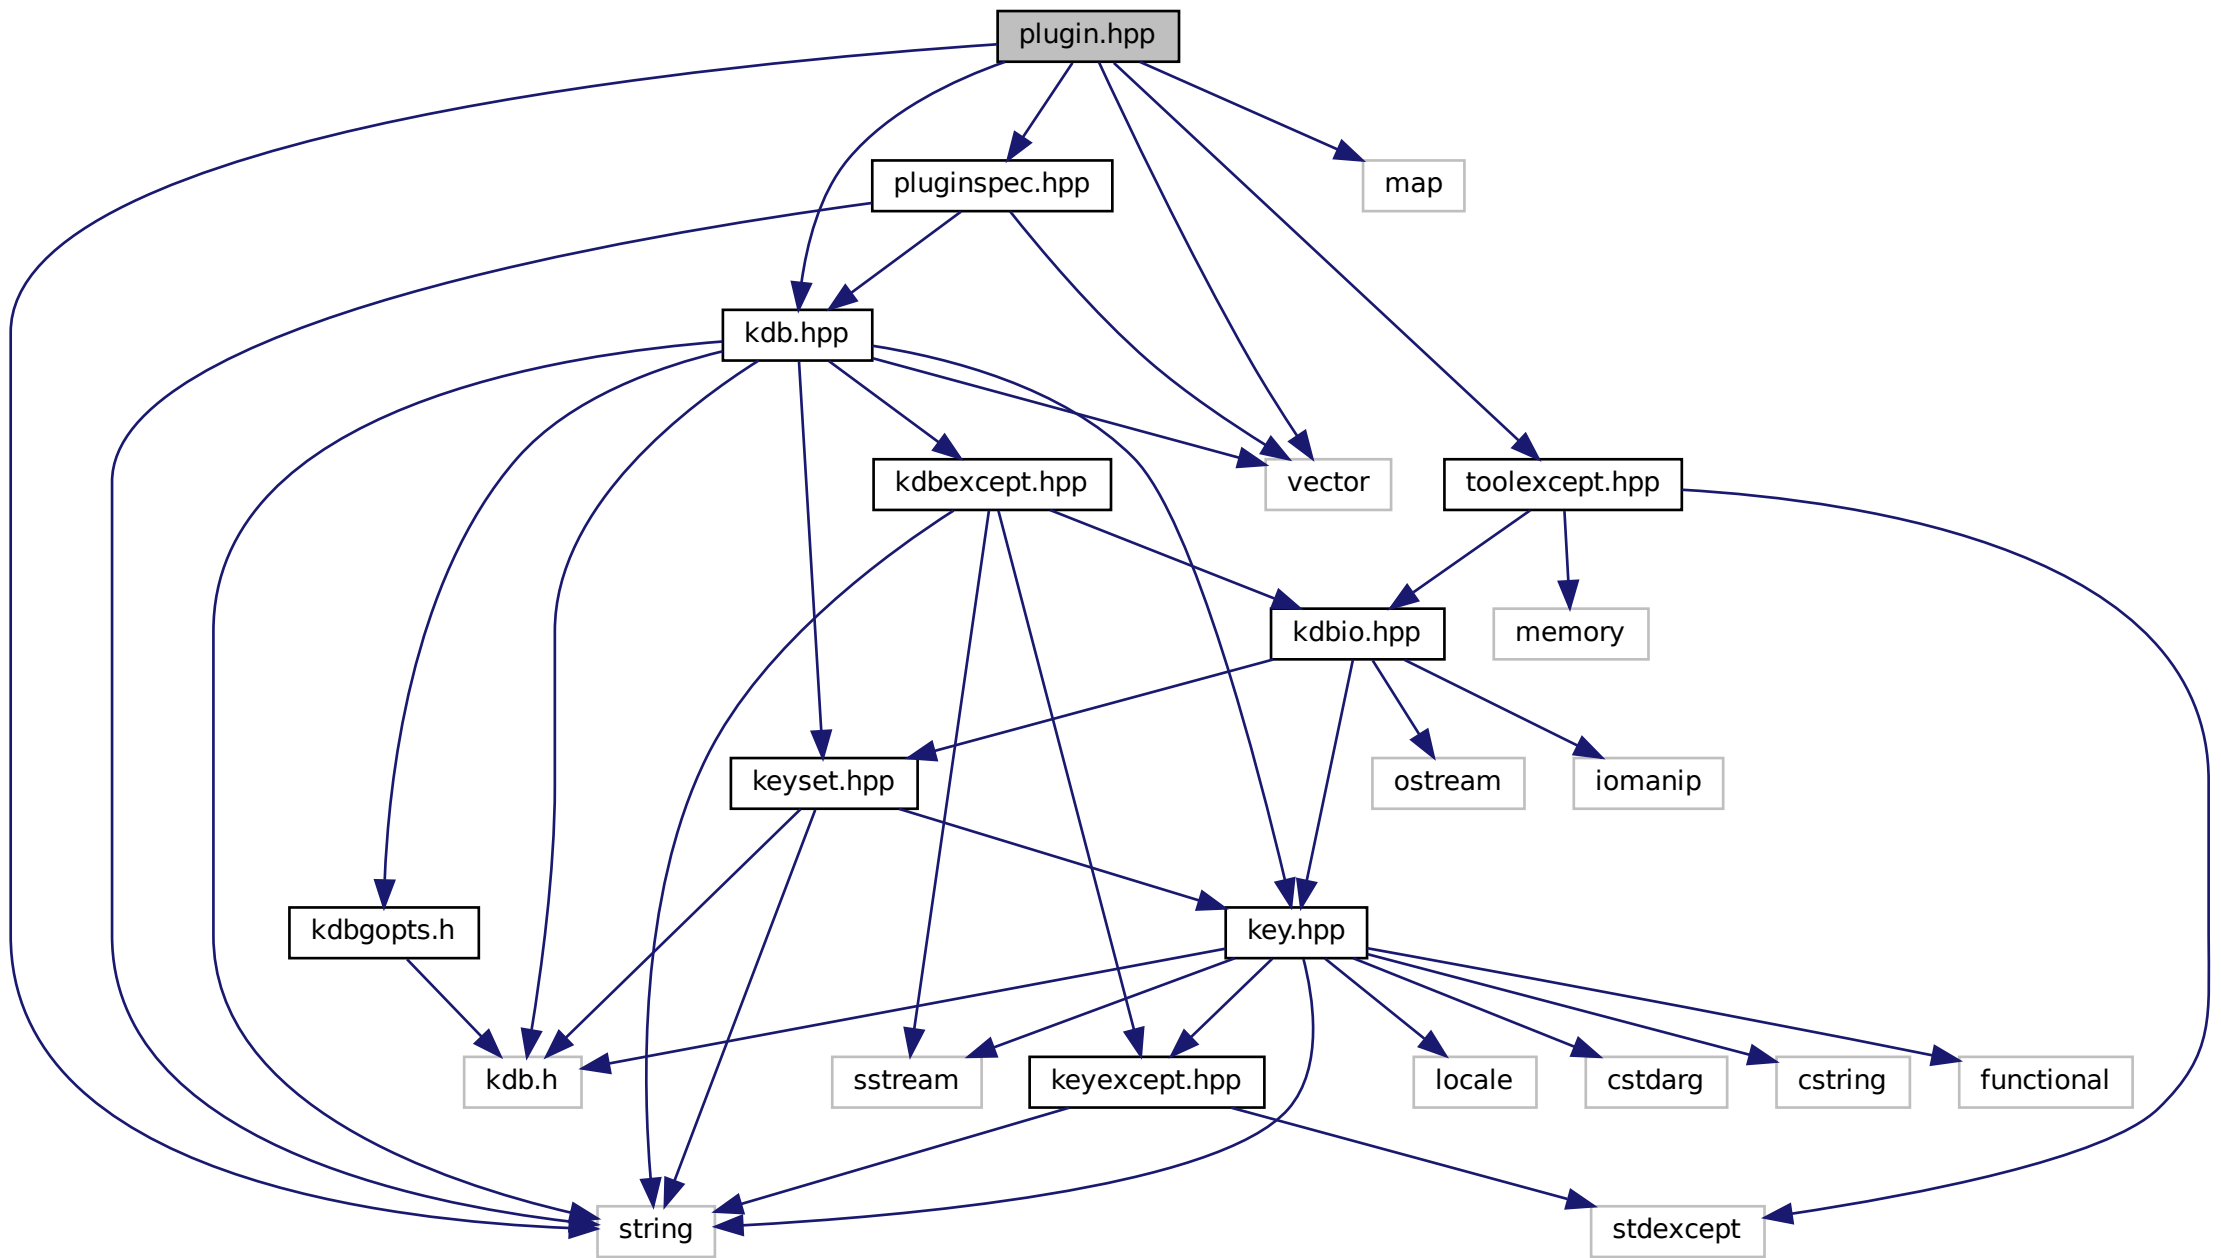 plugin.hpp
pluginspec.hpp
map
kdb.hpp
kdbexcept.hpp
vector
toolexcept.hpp
kdbio.hpp
memory
keyset.hpp
ostream
iomanip
kdbgopts.h
key.hpp
kdb.h
sstream
keyexcept.hpp
locale
cstdarg
cstring
functional
string
stdexcept